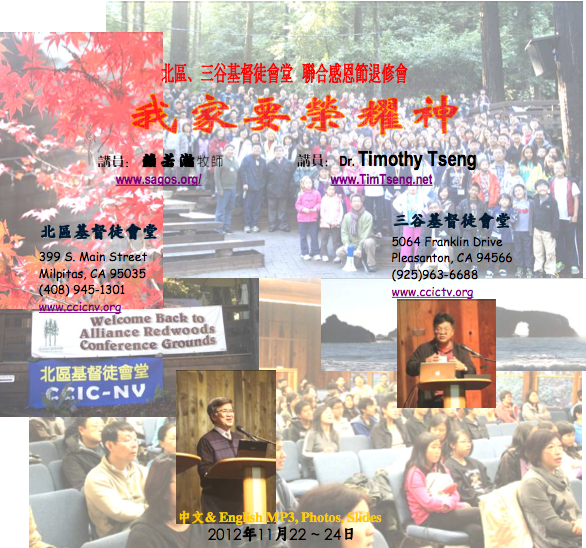 北區、三谷基督徒會堂 聯合感恩節退修會
我家要榮耀神
講員: 賴若瀚牧師
www.sagos.org/
講員: Dr. Timothy Tseng
www.TimTseng.net
北區基督徒會堂
399 S. Main Street
Milpitas, CA 95035
(408) 945-1301
www.ccicnv.org
三谷基督徒會堂
5064 Franklin Drive
Pleasanton, CA 94566
(925)963-6688
www.ccictv.org
Welcome Back to
Alliance Redwoods
Conference Grounds
北區基督徒會堂
CCIC-NV
中文 & English MP3, Photos, Slides
2012年11月22 ~ 24日